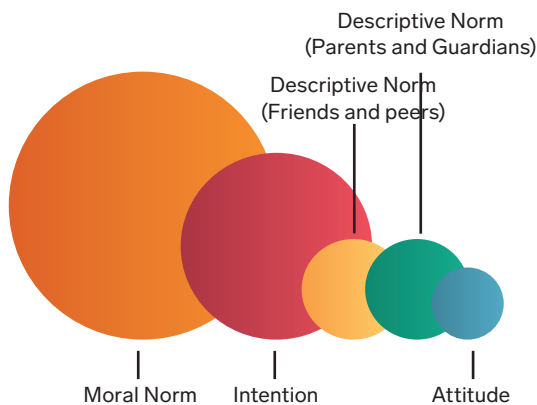 Descriptive Norm
(Parents and Guardians)
Descriptive Norm
(Friends and peers)
Moral Norm
Intention
Attitude